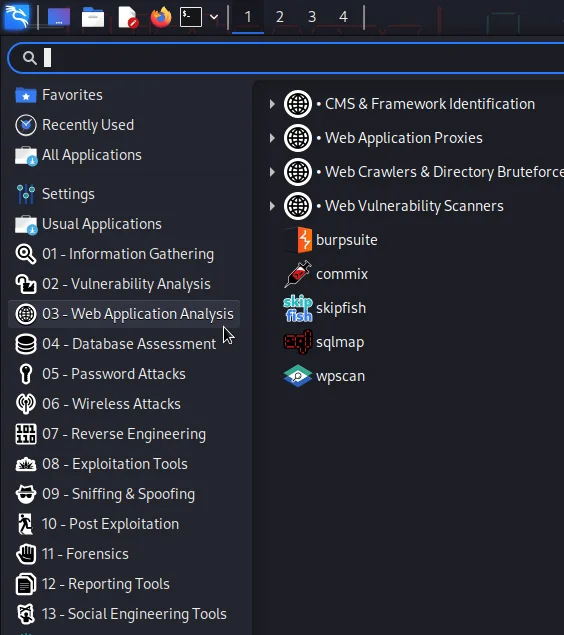 1 2 3 4
Favorites
Recently Used
All Applications
Settings
Usual Applications
01 - Information Gathering
02 - Vulnerability Analysis
03 - Web Application Analysis
04 - Database Assessment
05 - Password Attacks
06 - Wireless Attacks
07 - Reverse Engineering
08 - Exploitation Tools
09 - Sniffing & Spoofing
10 - Post Exploitation
11 - Forensics
12 - Reporting Tools
13 - Social Engineering Tools
• CMS & Framework Identification
• Web Application Proxies
• Web Crawlers & Directory Bruteforce
• Web Vulnerability Scanners
burpsuite
commix
skip fish skipfish
sql sqlmap
wpscan